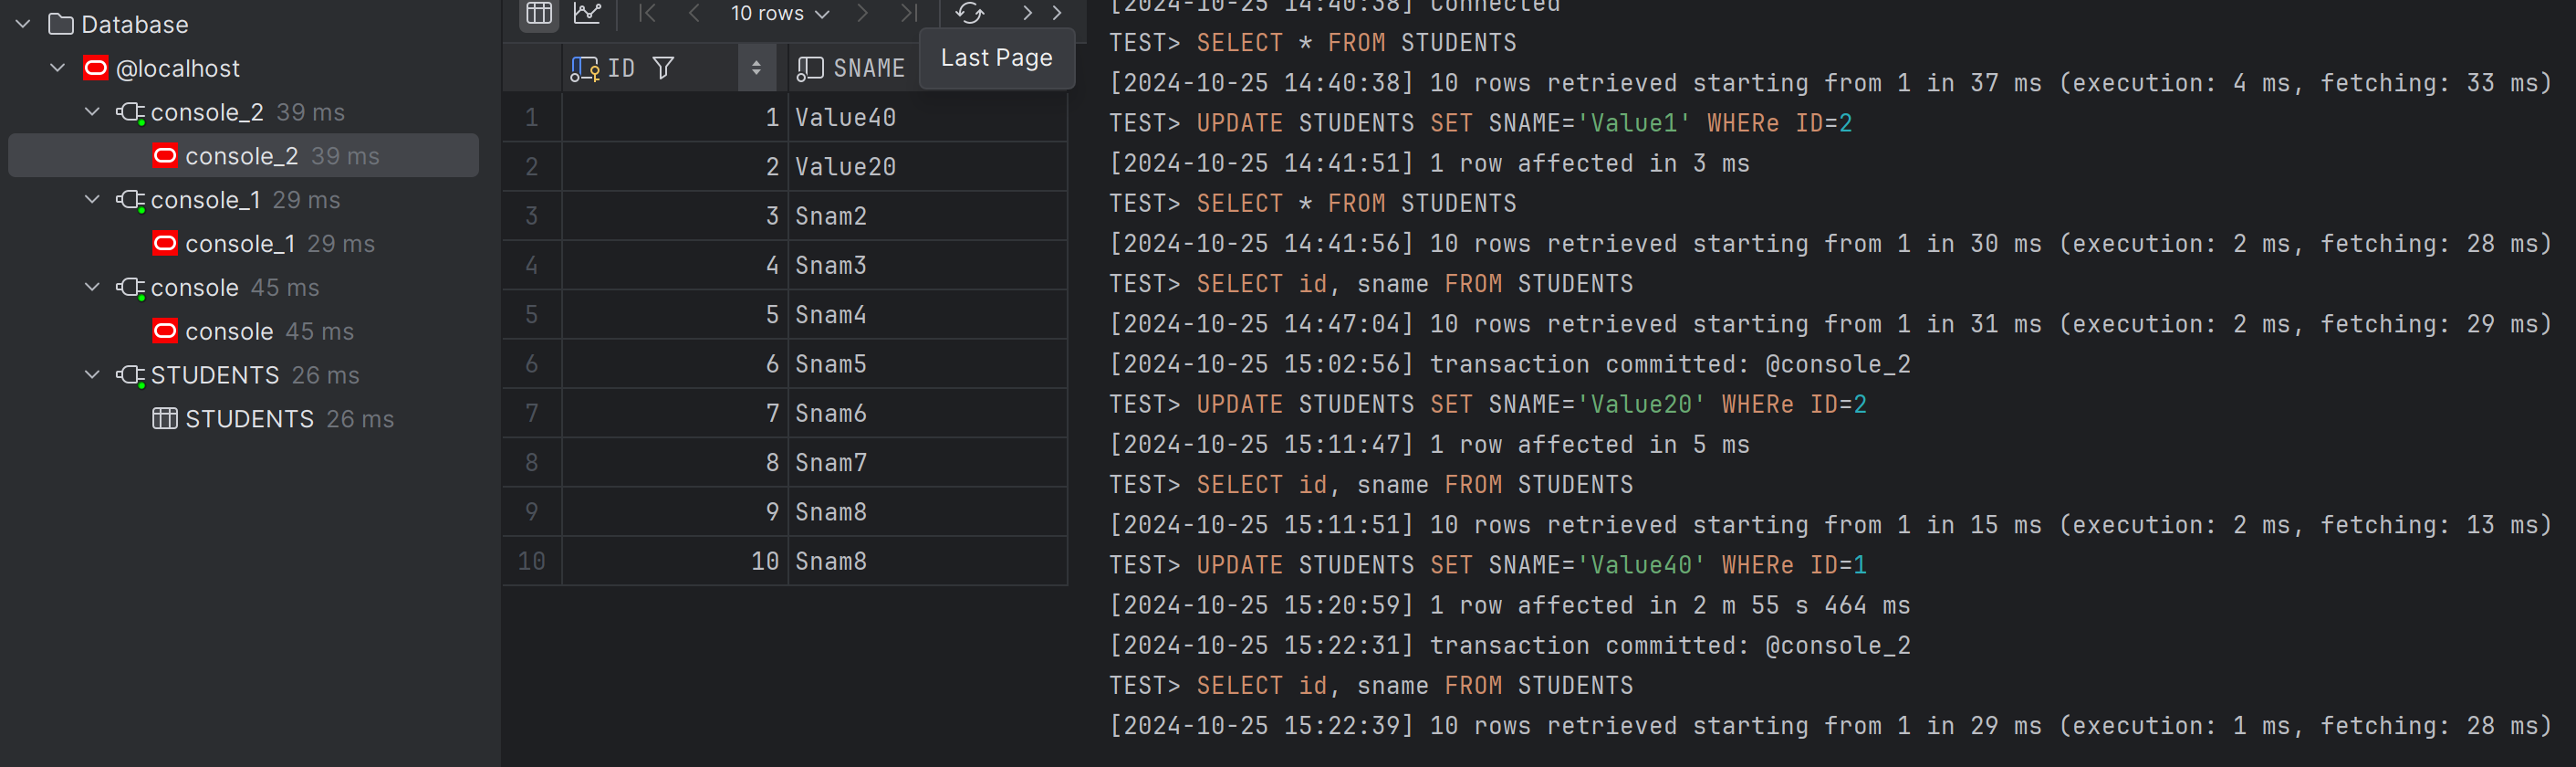 Database
@localhost
console_2 39 ms
console_2 39 ms
console_1 29 ms
console_1 29 ms
console 45 ms
console 45 ms
STUDENTS 26 ms
STUDENTS 26 ms
10 rows
Last Page
ID SNAME
1 1 Value40
2 2 Value20
3 3 Snam2
4 4 Snam3
5 5 Snam4
6 6 Snam5
7 7 Snam6
8 8 Snam7
9 9 Snam8
10 10 Snam8
[2024-10-25 14:40:38] Connected
TEST> SELECT * FROM STUDENTS
[2024-10-25 14:40:38] 10 rows retrieved starting from 1 in 37 ms (execution: 4 ms, fetching: 33 ms)
TEST> UPDATE STUDENTS SET SNAME='Value1' WHERe ID=2
[2024-10-25 14:41:51] 1 row affected in 3 ms
TEST> SELECT * FROM STUDENTS
[2024-10-25 14:41:56] 10 rows retrieved starting from 1 in 30 ms (execution: 2 ms, fetching: 28 ms)
TEST> SELECT id, sname FROM STUDENTS
[2024-10-25 14:47:04] 10 rows retrieved starting from 1 in 31 ms (execution: 2 ms, fetching: 29 ms)
[2024-10-25 15:02:56] transaction committed: @console_2
TEST> UPDATE STUDENTS SET SNAME='Value20' WHERe ID=2
[2024-10-25 15:11:47] 1 row affected in 5 ms
TEST> SELECT id, sname FROM STUDENTS
[2024-10-25 15:11:51] 10 rows retrieved starting from 1 in 15 ms (execution: 2 ms, fetching: 13 ms)
TEST> UPDATE STUDENTS SET SNAME='Value40' WHERe ID=1
[2024-10-25 15:20:59] 1 row affected in 2 m 55 s 464 ms
[2024-10-25 15:22:31] transaction committed: @console_2
TEST> SELECT id, sname FROM STUDENTS
[2024-10-25 15:22:39] 10 rows retrieved starting from 1 in 29 ms (execution: 1 ms, fetching: 28 ms)